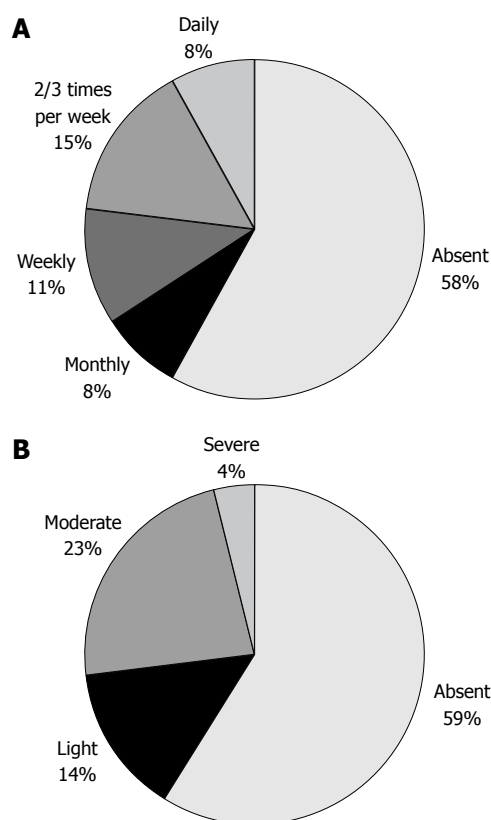 A
Daily
8%
2/3 times
per week
15%
Absent
58%
Weekly
11%
Monthly
8%
B
Severe
4%
Moderate
23%
Absent
59%
Light
14%